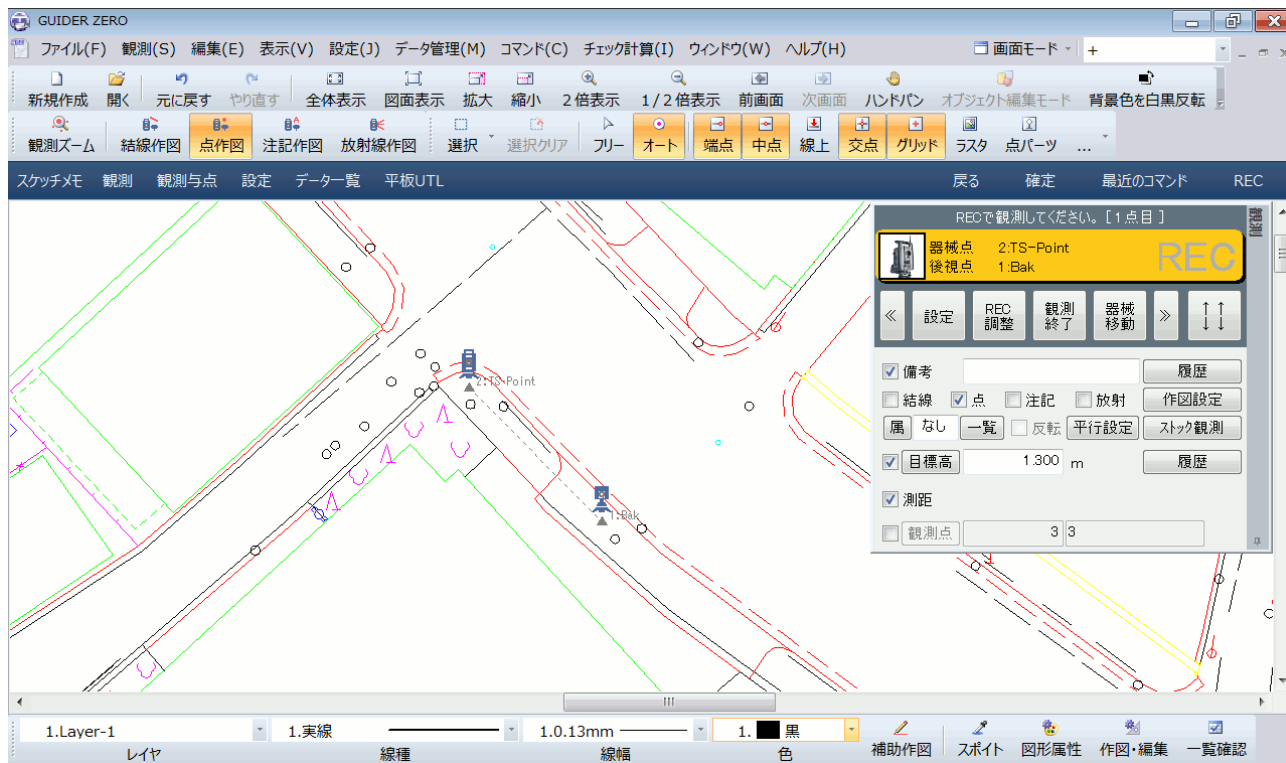 GUIDER ZERO
ファイル(F) 観測(S) 編集(E) 表示(V) 設定(J) データ管理(M) コマンド(C) チェック計算(I) ウィンドウ(W) ヘルプ(H) 画面モード +
新規作成 開く 元に戻す やり直す 全体表示 図面表示 拡大 縮小 2倍表示 1/2倍表示 前画面 次画面 ハンドパン オブジェクト編集モード 背景色を白黒反転
観測ズーム 結線作図 点作図 注記作図 放射線作図 選択 選択クリア フリー オート 端点 中点 線上 交点 グリッド ラスタ 点パーツ ...
スケッチメモ 観測 観測与点 設定 データ一覧 平板UTL 戻る 確定 最近のコマンド REC
RECで観測してください。[1点目]
観測
器械点 2:TS-Point
後視点 1:Bak
REC
≪ 設定 REC調整 観測終了 器械移動 ≫ ↑↑↓↓
備考 履歴
結線 点 注記 放射 作図設定
属 なし 一覧 反転 平行設定 ストック観測
目標高 1.300 m 履歴
測距
観測点 3 3
2:TS-Point
1:Bak
1.Layer-1 1.実線 1.0.13mm 1. 黒
レイヤ 線種 線幅 色 補助作図 スポイト 図形属性 作図・編集 一覧確認